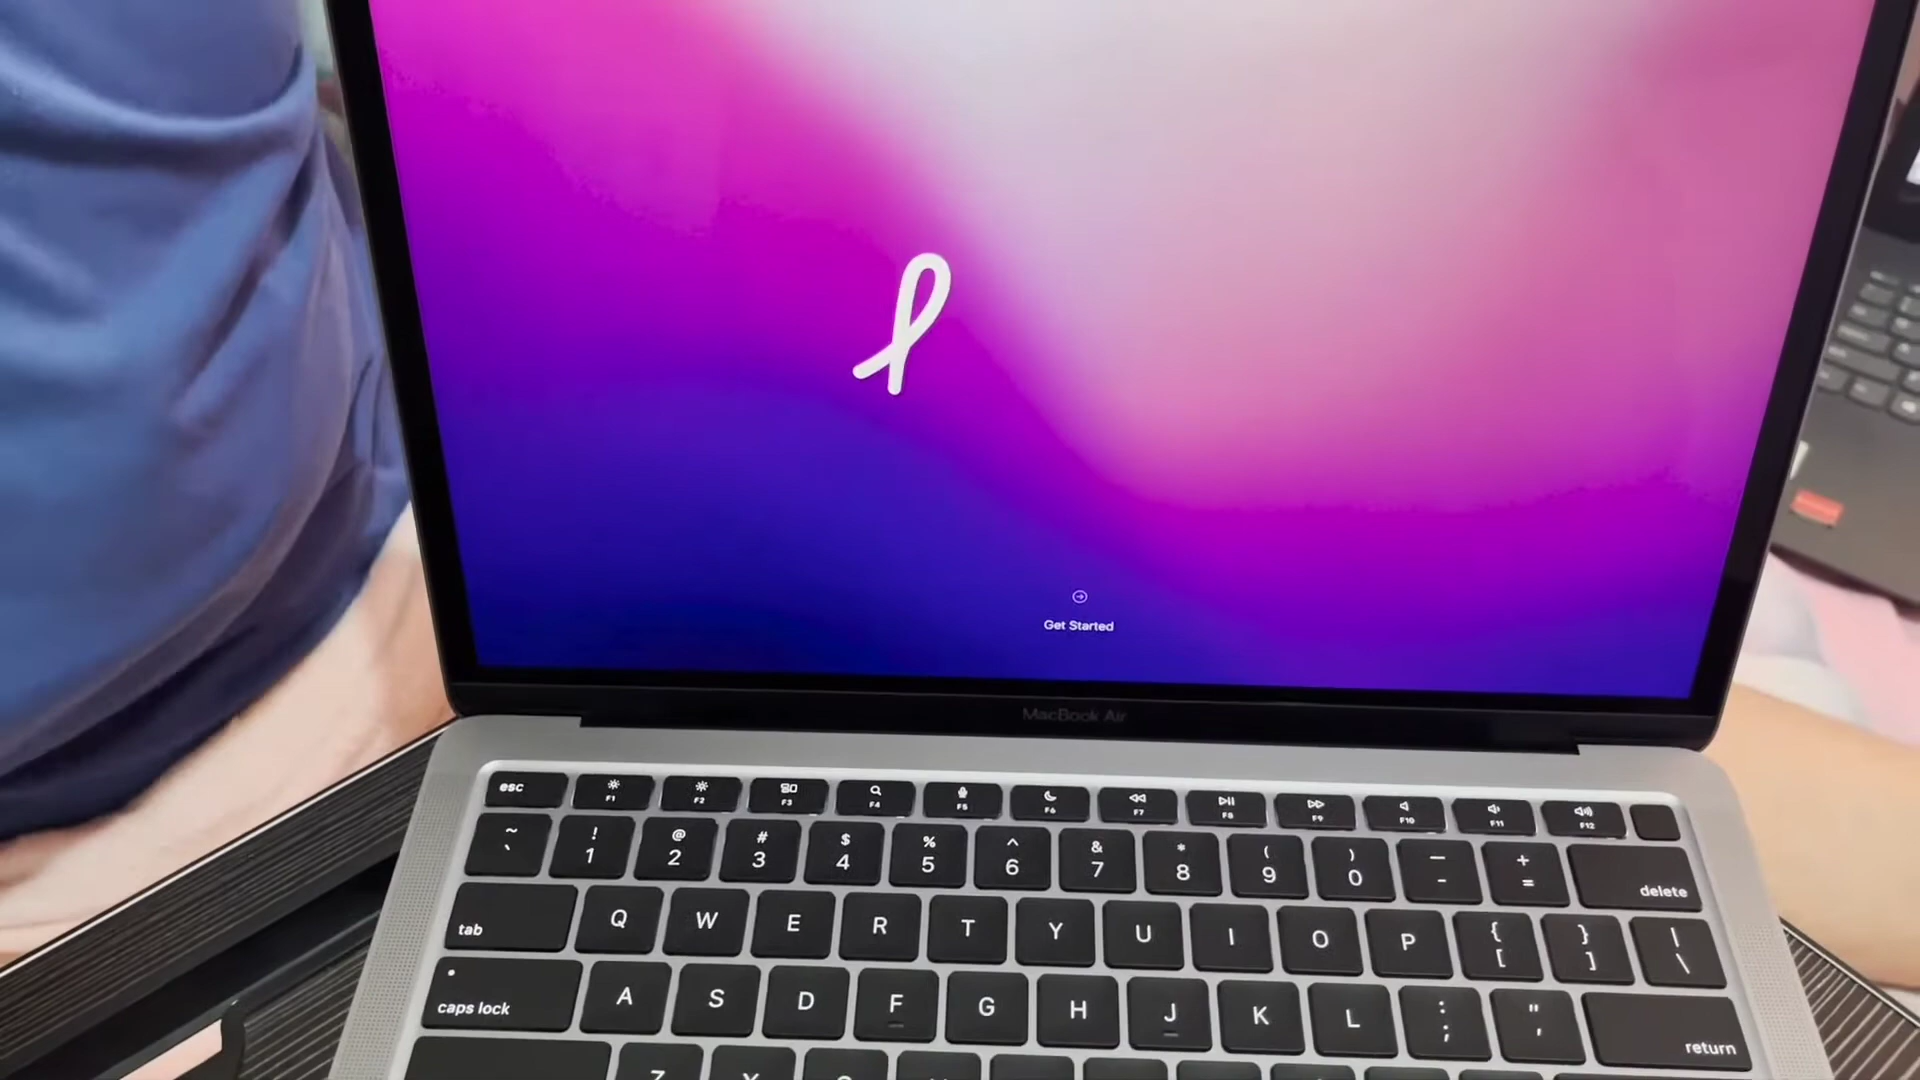 Get Started
MacBook Air
esc F1 F2 F3 F4 F5 F6 F7 F8 F9 F10 F11 F12
~ ! @ # $ % ^ & * ( ) — +
` 1 2 3 4 5 6 7 8 9 0 - = delete
tab Q W E R T Y U I O P { [ } ] | \
caps lock A S D F G H J K L : ; " ' return
Z